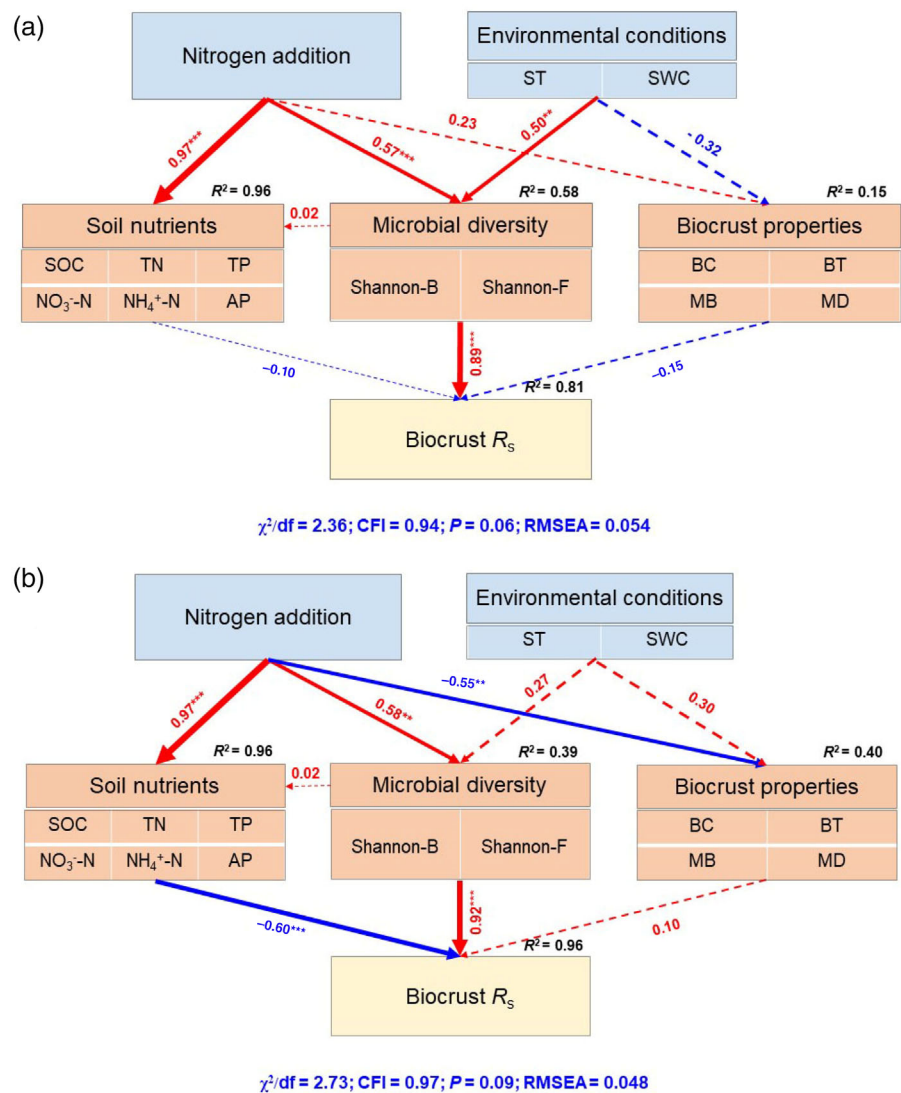 (a)
Nitrogen addition
Environmental conditions
ST SWC
0.97***
0.57***
0.23
0.50**
- 0.32
R² = 0.96
R² = 0.58
R² = 0.15
Soil nutrients
0.02
Microbial diversity
Biocrust properties
SOC TN TP
Shannon-B Shannon-F
BC BT
NO₃⁻-N NH₄⁺-N AP
MB MD
−0.10
0.89***
−0.15
R² = 0.81
Biocrust Rₛ
χ²/df = 2.36; CFI = 0.94; P = 0.06; RMSEA = 0.054
(b)
Nitrogen addition
Environmental conditions
ST SWC
0.97***
0.58**
−0.55**
0.27
0.30
R² = 0.96
R² = 0.39
R² = 0.40
Soil nutrients
0.02
Microbial diversity
Biocrust properties
SOC TN TP
Shannon-B Shannon-F
BC BT
NO₃⁻-N NH₄⁺-N AP
MB MD
−0.60***
0.92***
0.10
R² = 0.96
Biocrust Rₛ
χ²/df = 2.73; CFI = 0.97; P = 0.09; RMSEA = 0.048